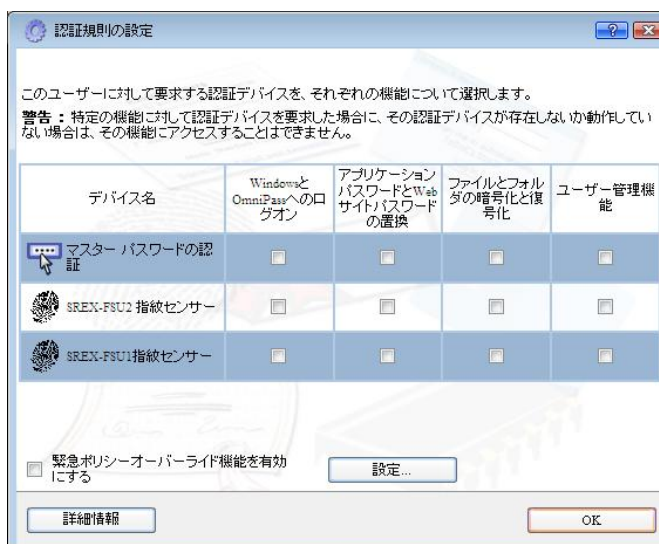 認証規則の設定
このユーザーに対して要求する認証デバイスを、それぞれの機能について選択します。
警告 : 特定の機能に対して認証デバイスを要求した場合に、その認証デバイスが存在しないか動作してい
ない場合は、その機能にアクセスすることはできません。
デバイス名
Windowsと
OmniPassへのロ
グオン
アプリケーション
パスワードとWeb
サイトパスワード
の置換
ファイルとフォル
ダの暗号化と復
号化
ユーザー管理機
能
マスター パスワードの認
証
SREX-FSU2 指紋センサー
SREX-FSU1指紋センサー
緊急ポリシーオーバーライド機能を有効
にする
設定...
詳細情報
OK